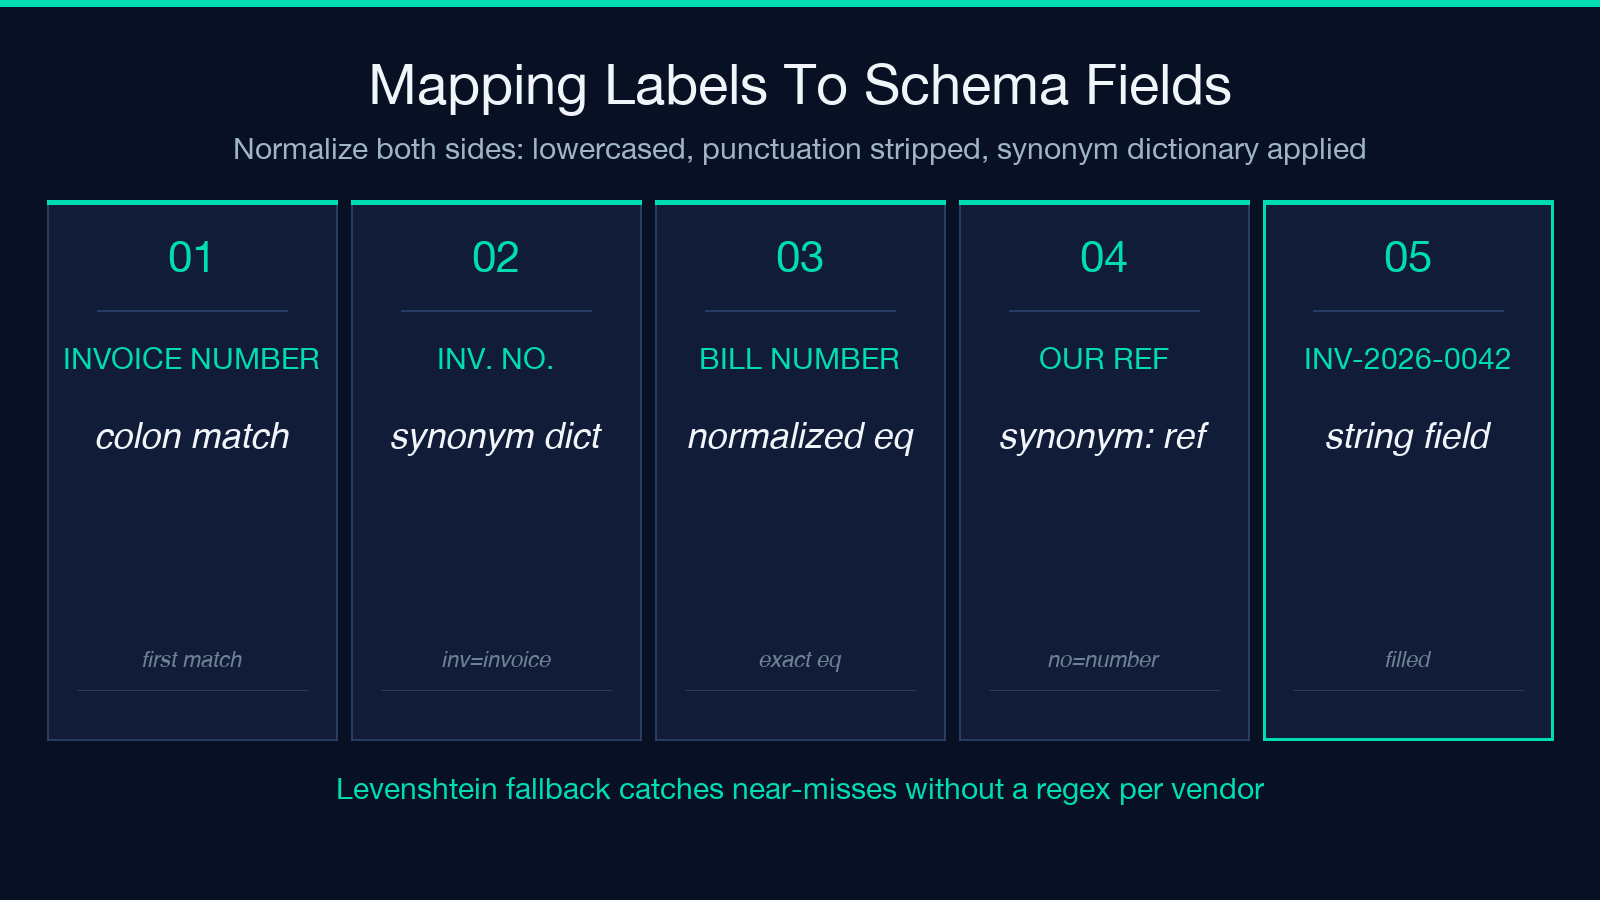 Mapping Labels To Schema Fields
Normalize both sides: lowercased, punctuation stripped, synonym dictionary applied
01
INVOICE NUMBER
colon match
first match
02
INV. NO.
synonym dict
inv=invoice
03
BILL NUMBER
normalized eq
exact eq
04
OUR REF
synonym: ref
no=number
05
INV-2026-0042
string field
filled
Levenshtein fallback catches near-misses without a regex per vendor